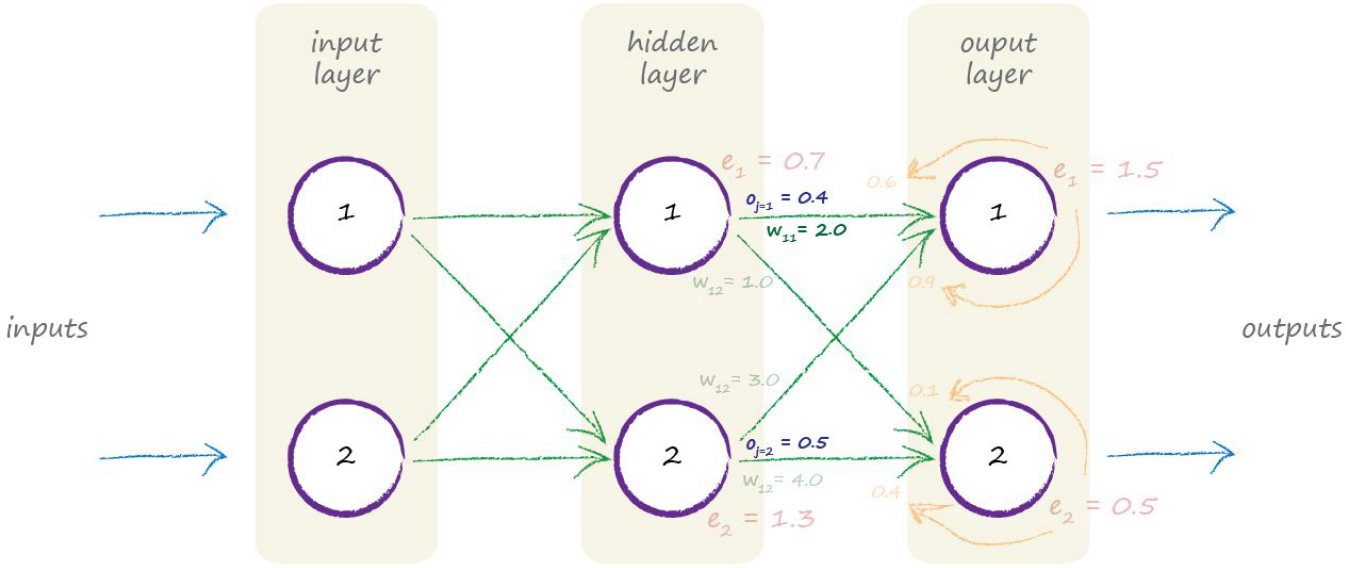 input
layer
hidden
layer
ouput
layer
e₁ = 0.7
e₁ = 1.5
0.6
oⱼ₌₁ = 0.4
1
1
1
w₁₁= 2.0
w₁₂= 1.0
0.9
inputs
outputs
w₁₂= 3.0
0.1
oⱼ₌₂ = 0.5
2
2
2
w₁₂= 4.0
0.4
e₂ = 0.5
e₂ = 1.3